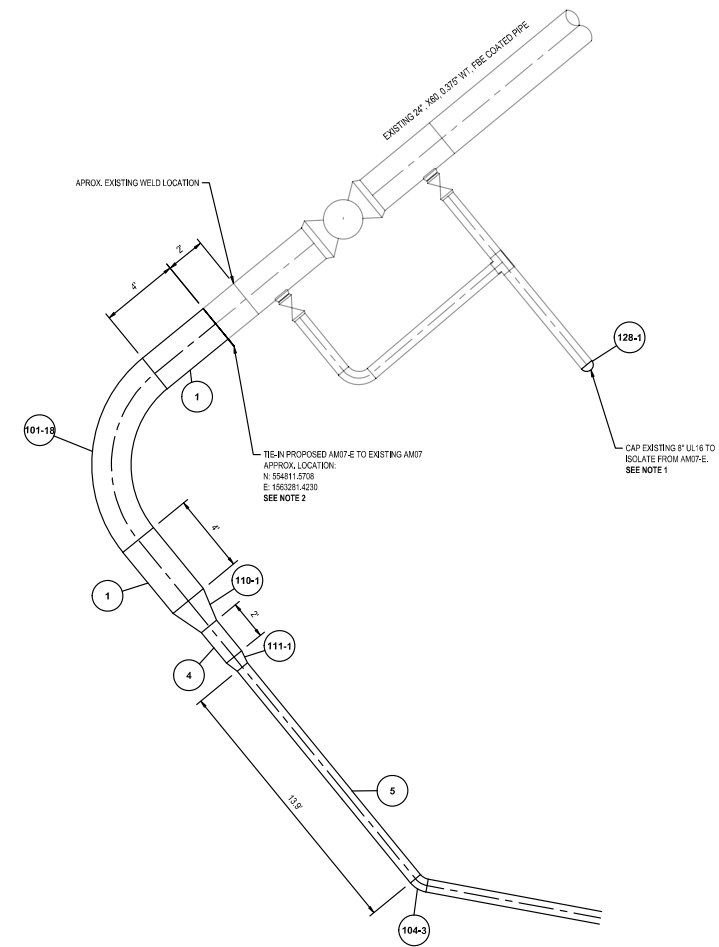 EXISTING 24", X60, 0.375" WT, FBE COATED PIPE
APROX. EXISTING WELD LOCATION
2'
4'
128-1
1
101-18
TIE-IN PROPOSED AM07-E TO EXISTING AM07
APPROX. LOCATION:
N: 554811.5708
E: 1563281.4230
SEE NOTE 2
CAP EXISTING 8" UL16 TO
ISOLATE FROM AM07-E.
SEE NOTE 1
4'
110-1
1
2'
111-1
4
5
13.9'
104-3